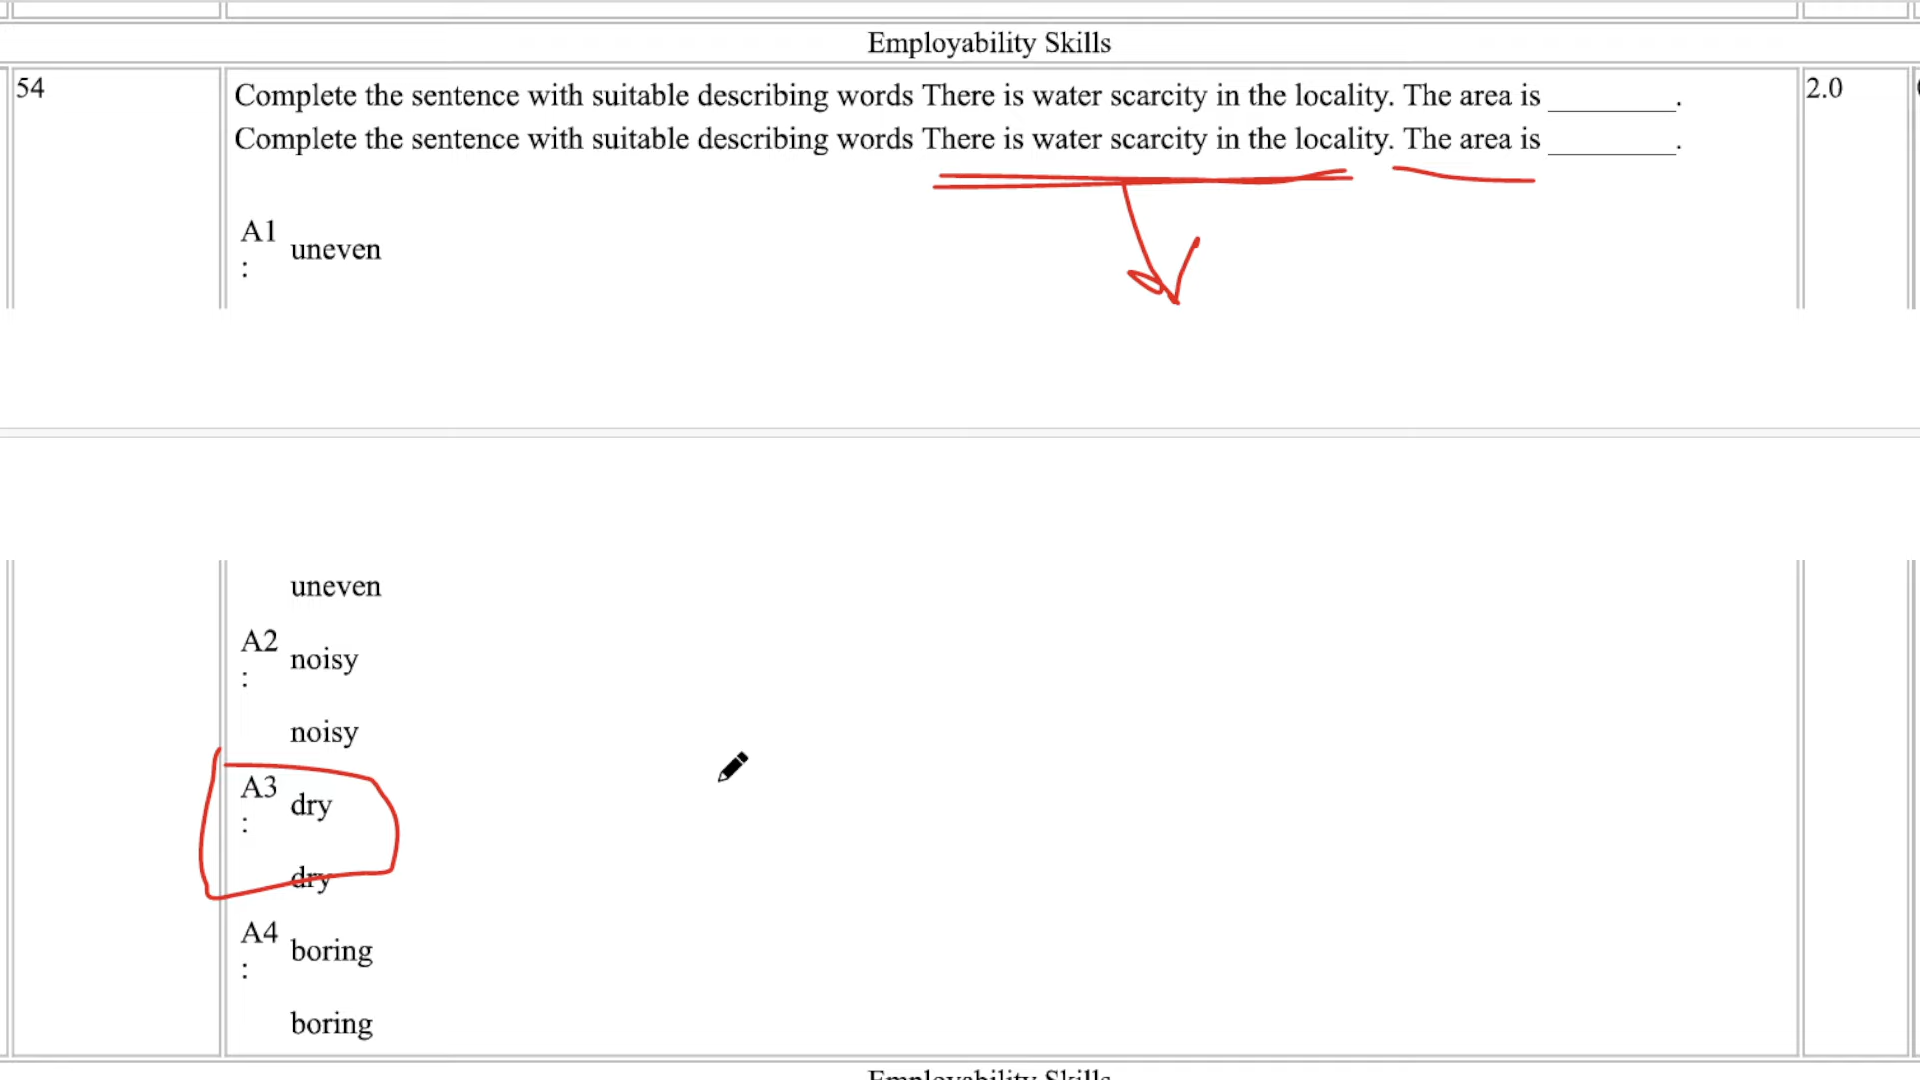 Employability Skills
54
Complete the sentence with suitable describing words There is water scarcity in the locality. The area is ________.
2.0
Complete the sentence with suitable describing words There is water scarcity in the locality. The area is ________.
A1
:
uneven
uneven
A2
:
noisy
noisy
A3
:
dry
dry
A4
:
boring
boring
Employability Skills